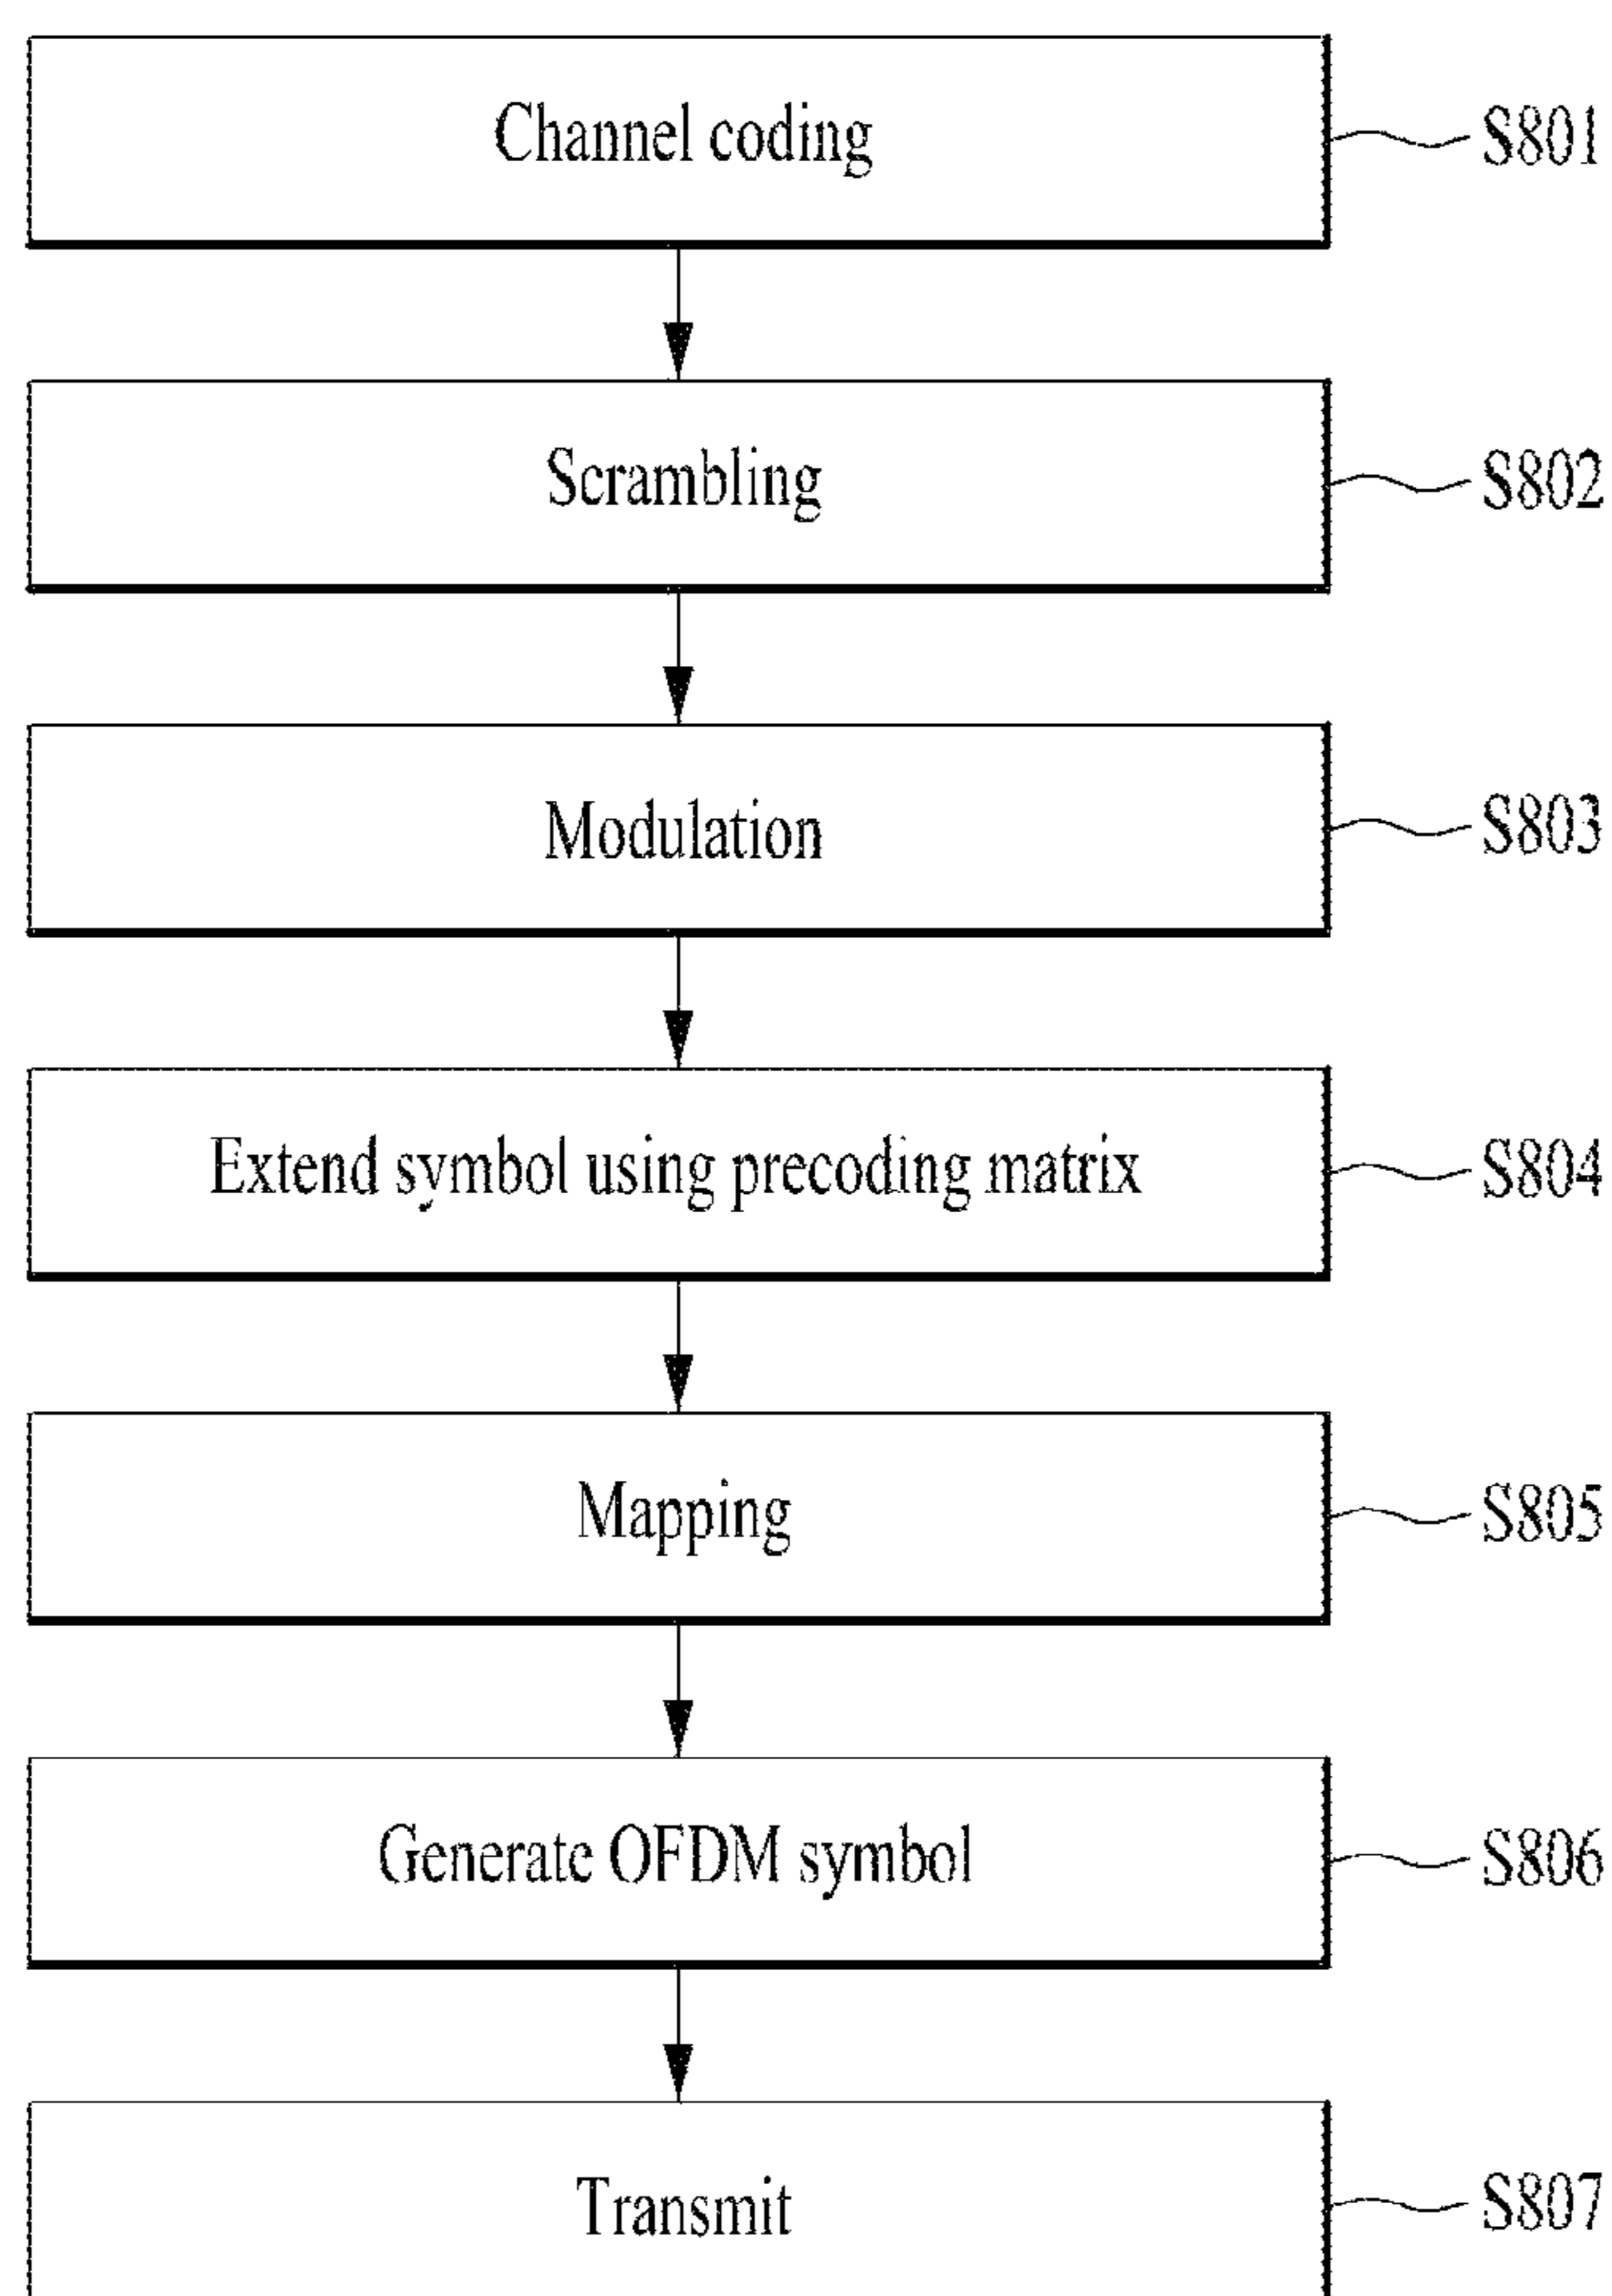 Channel coding S801
Scrambling S802
Modulation S803
Extend symbol using precoding matrix S804
Mapping S805
Generate OFDM symbol S806
Transmit S807